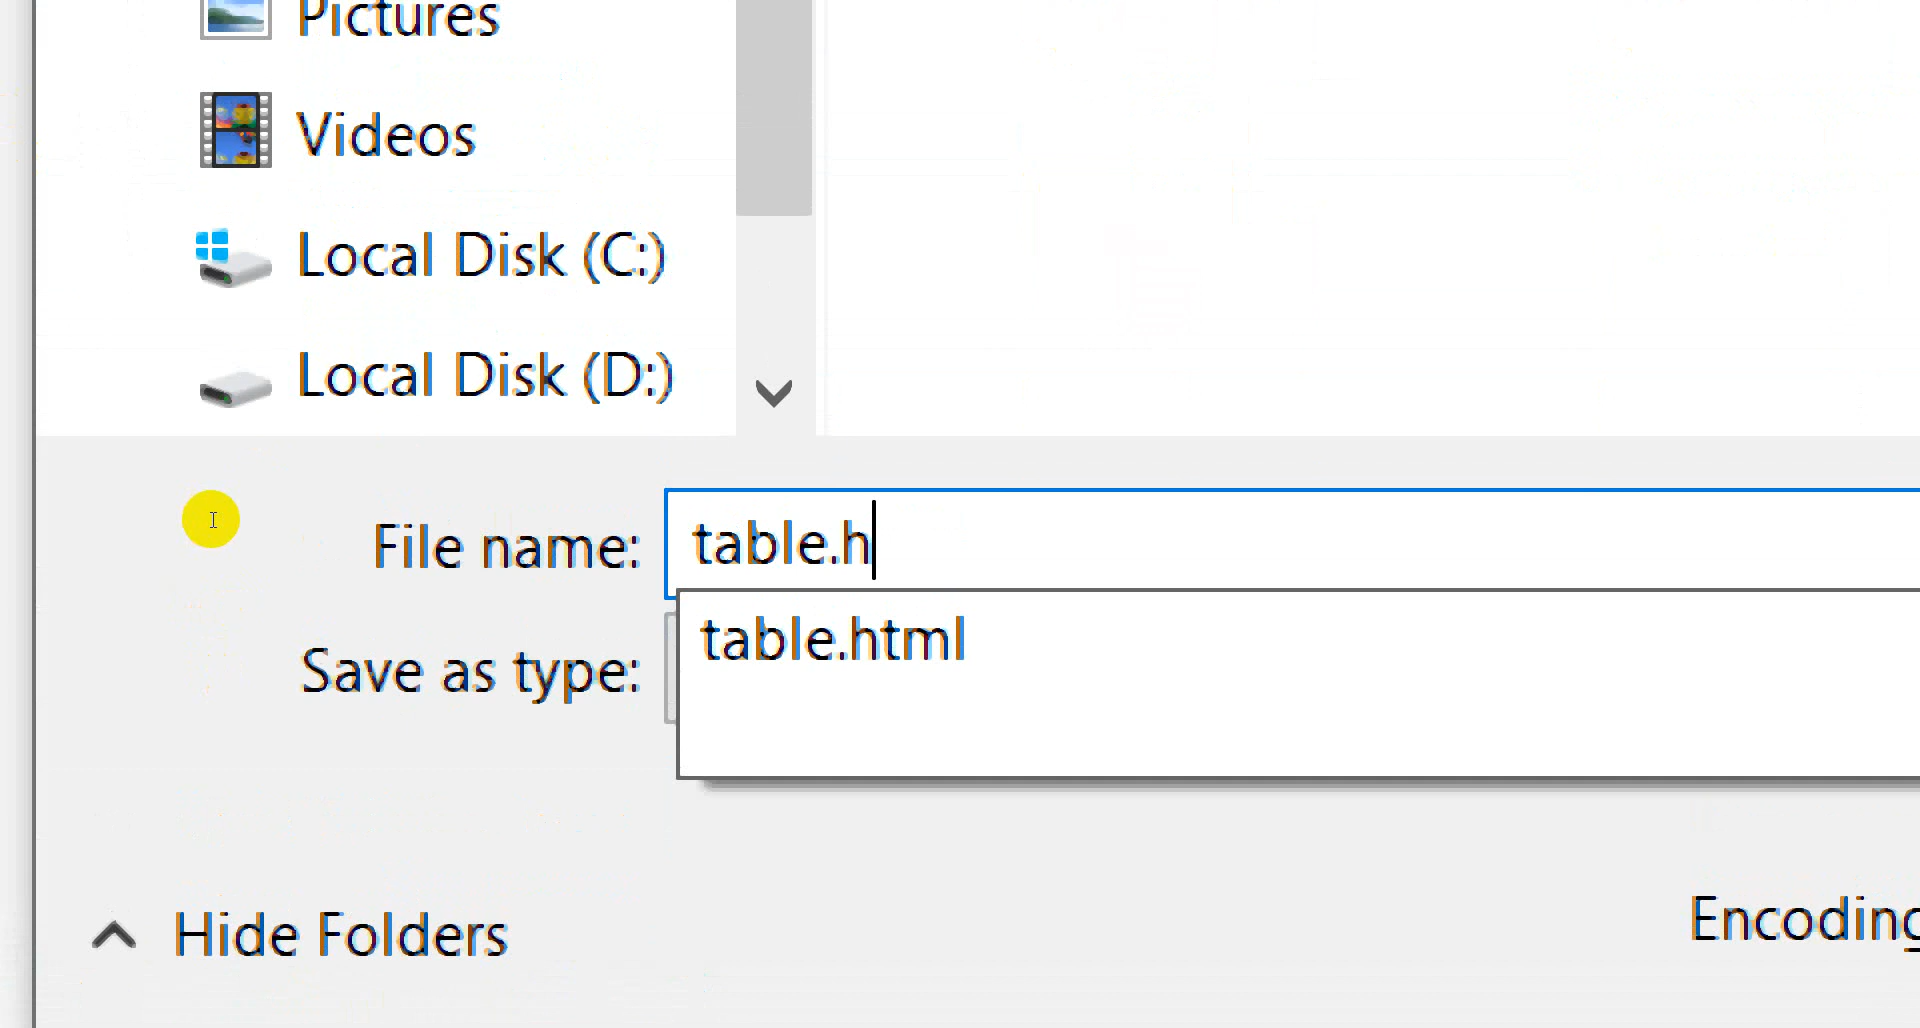 Pictures
Videos
Local Disk (C:)
Local Disk (D:)
File name: table.h
table.html
Save as type:
Hide Folders
Encoding